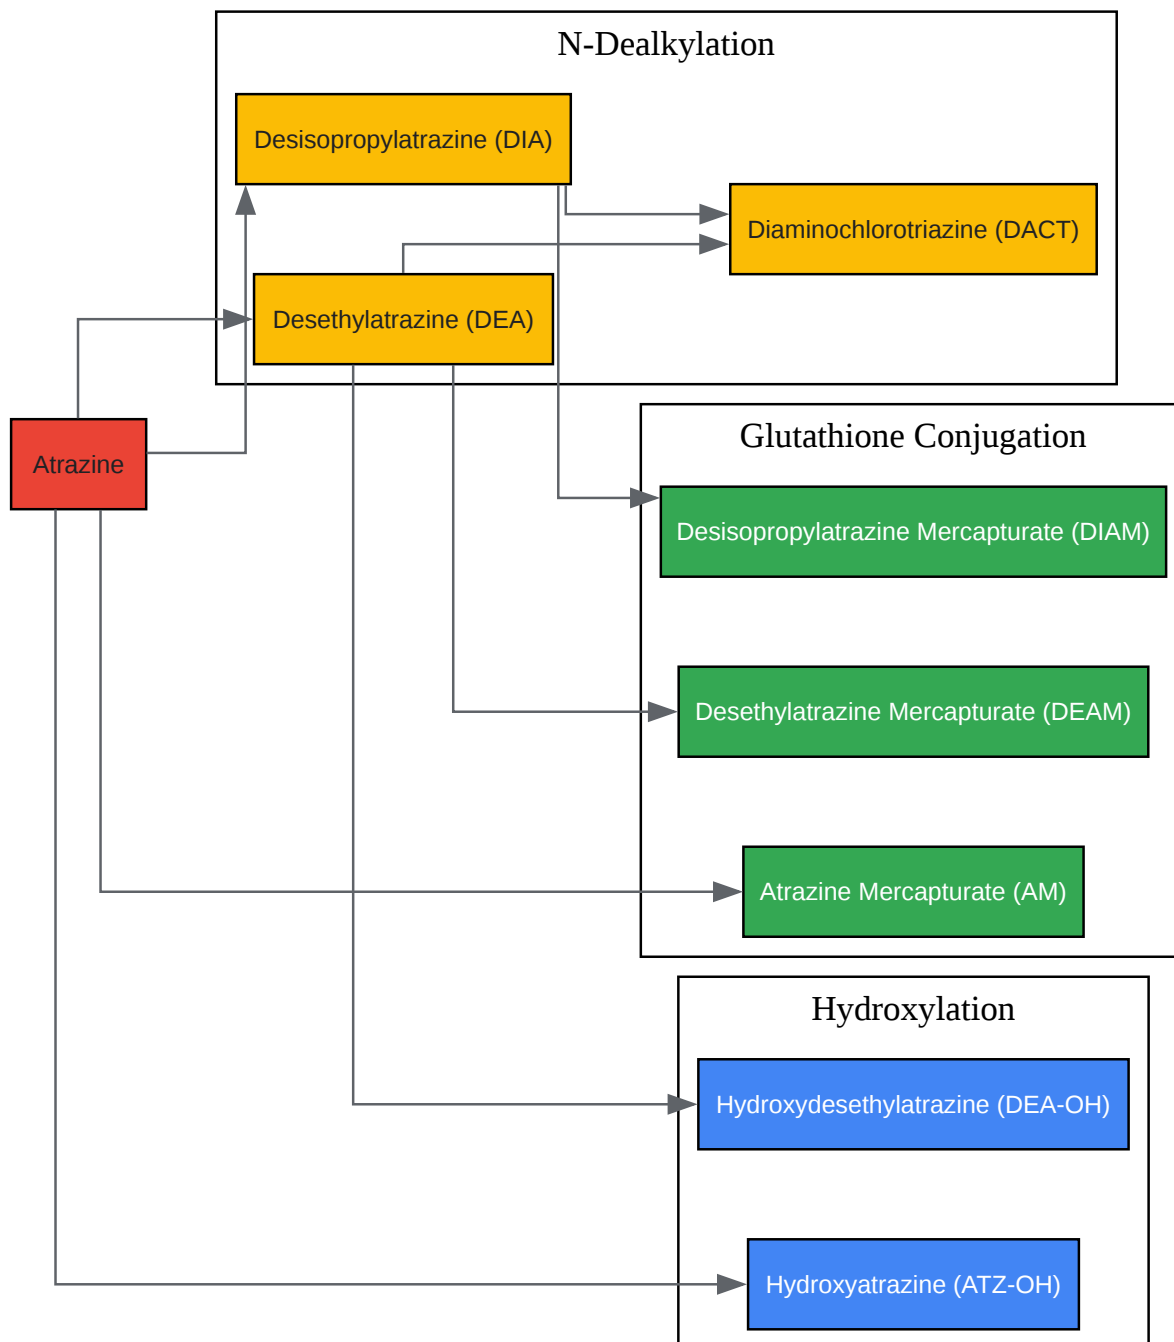 N-Dealkylation
Desisopropylatrazine (DIA)
Diaminochlorotriazine (DACT)
Desethylatrazine (DEA)
Atrazine
Glutathione Conjugation
Desisopropylatrazine Mercapturate (DIAM)
Desethylatrazine Mercapturate (DEAM)
Atrazine Mercapturate (AM)
Hydroxylation
Hydroxydesethylatrazine (DEA-OH)
Hydroxyatrazine (ATZ-OH)